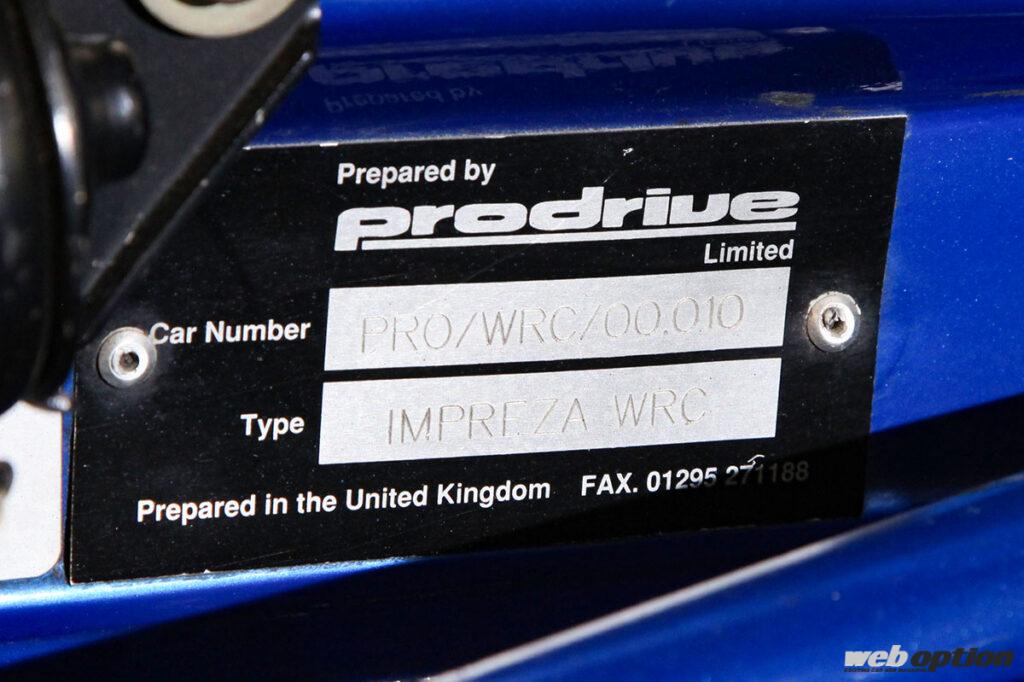 Prepared by
prodrive
Limited
Car Number PRO/WRC/00.010
Type IMPREZA WRC
Prepared in the United Kingdom FAX. 01295 271188
web option